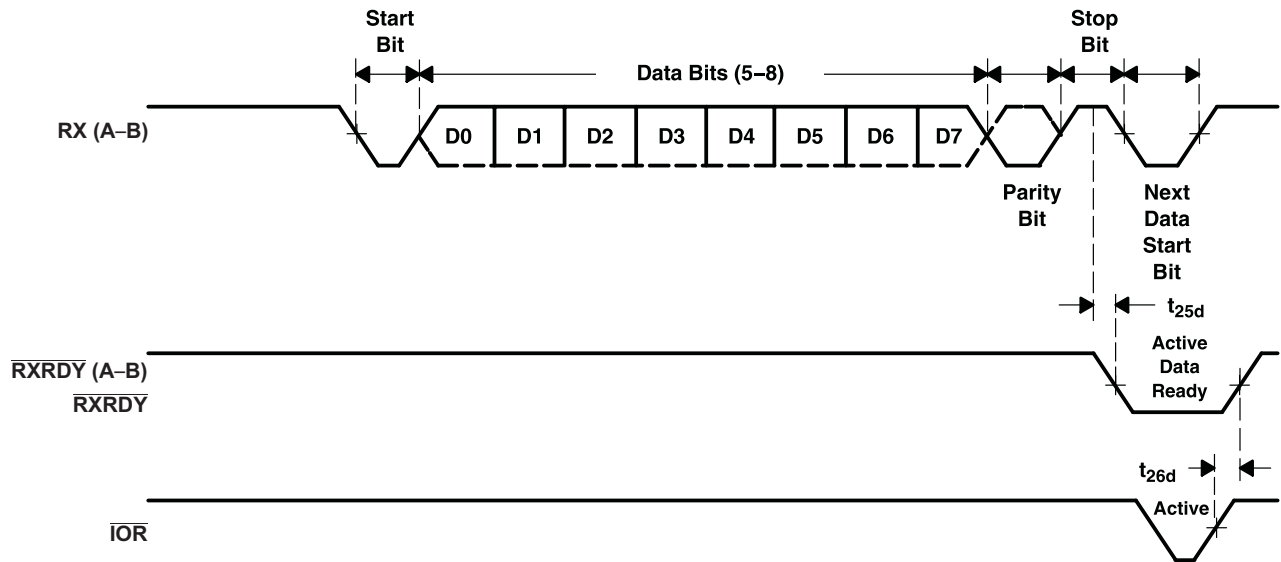 Start
Bit
Data Bits (5–8)
Stop
Bit
RX (A–B)
D0 D1 D2 D3 D4 D5 D6 D7
Parity
Bit
Next
Data
Start
Bit
t25d
RXRDY (A–B)
RXRDY
Active
Data
Ready
t26d
IOR
Active